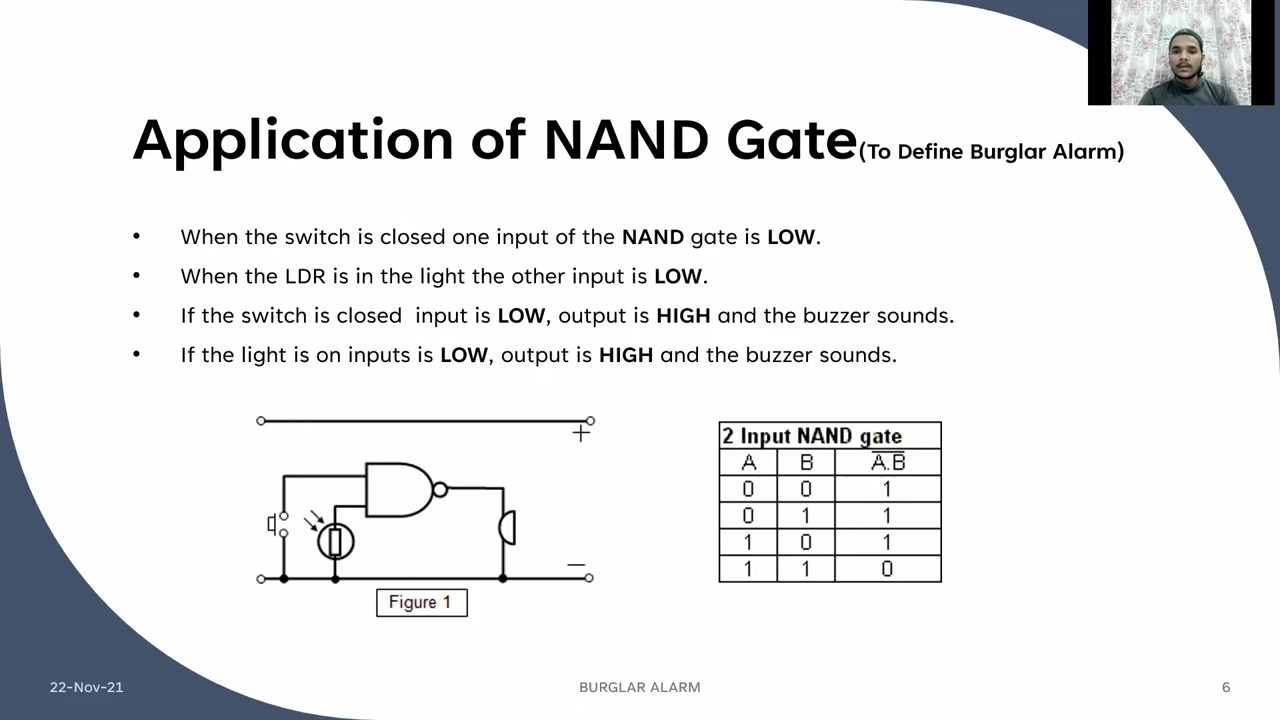 Application of NAND Gate(To Define Burglar Alarm)
• When the switch is closed one input of the NAND gate is LOW.
• When the LDR is in the light the other input is LOW.
• If the switch is closed  input is LOW, output is HIGH and the buzzer sounds.
• If the light is on inputs is LOW, output is HIGH and the buzzer sounds.
+
−
Figure 1
2 Input NAND gate
A B A̅.̅B̅
0 0 1
0 1 1
1 0 1
1 1 0
22-Nov-21
BURGLAR ALARM
6